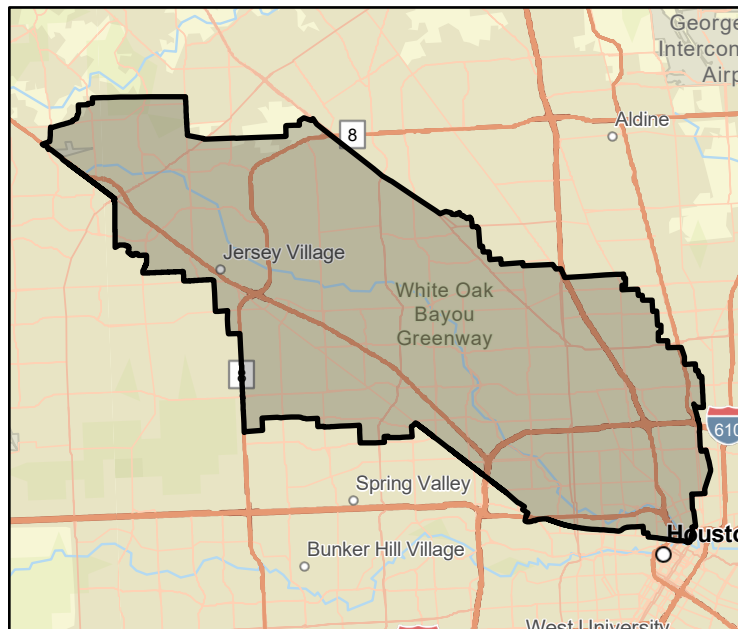 George
Intercon
Airp
Aldine
8
Jersey Village
White Oak
Bayou
Greenway
8
610
Spring Valley
Housto
Bunker Hill Village
West University